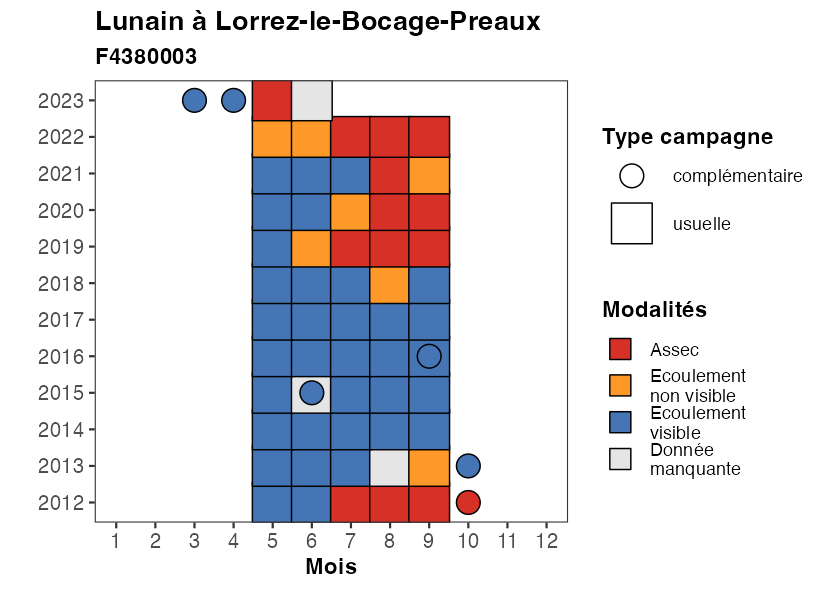 Lunain à Lorrez-le-Bocage-Preaux
F4380003
2023
2022
2021
2020
2019
2018
2017
2016
2015
2014
2013
2012
1 2 3 4 5 6 7 8 9 10 11 12
Mois
Type campagne
complémentaire
usuelle
Modalités
Assec
Ecoulement
non visible
Ecoulement
visible
Donnée
manquante